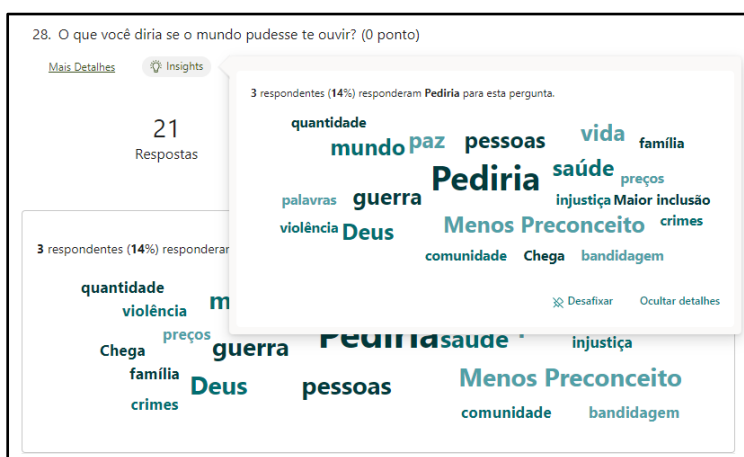 28. O que você diria se o mundo pudesse te ouvir? (0 ponto)
Mais Detalhes
Insights
21
Respostas
3 respondentes (14%) responderam Pediria para esta pergunta.
quantidade
mundo paz pessoas vida família
Pediria saúde preços
palavras guerra injustiça Maior inclusão
violência Deus Menos Preconceito crimes
comunidade Chega bandidagem
Desafixar Ocultar detalhes
3 respondentes (14%)
quantidade
violência
preços
Chega guerra Pediria saúde injustiça
família
Deus pessoas Menos Preconceito
crimes
comunidade bandidagem